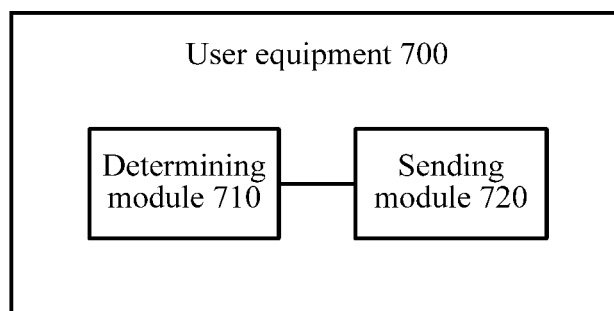 User equipment 700
Determining
module 710
Sending
module 720